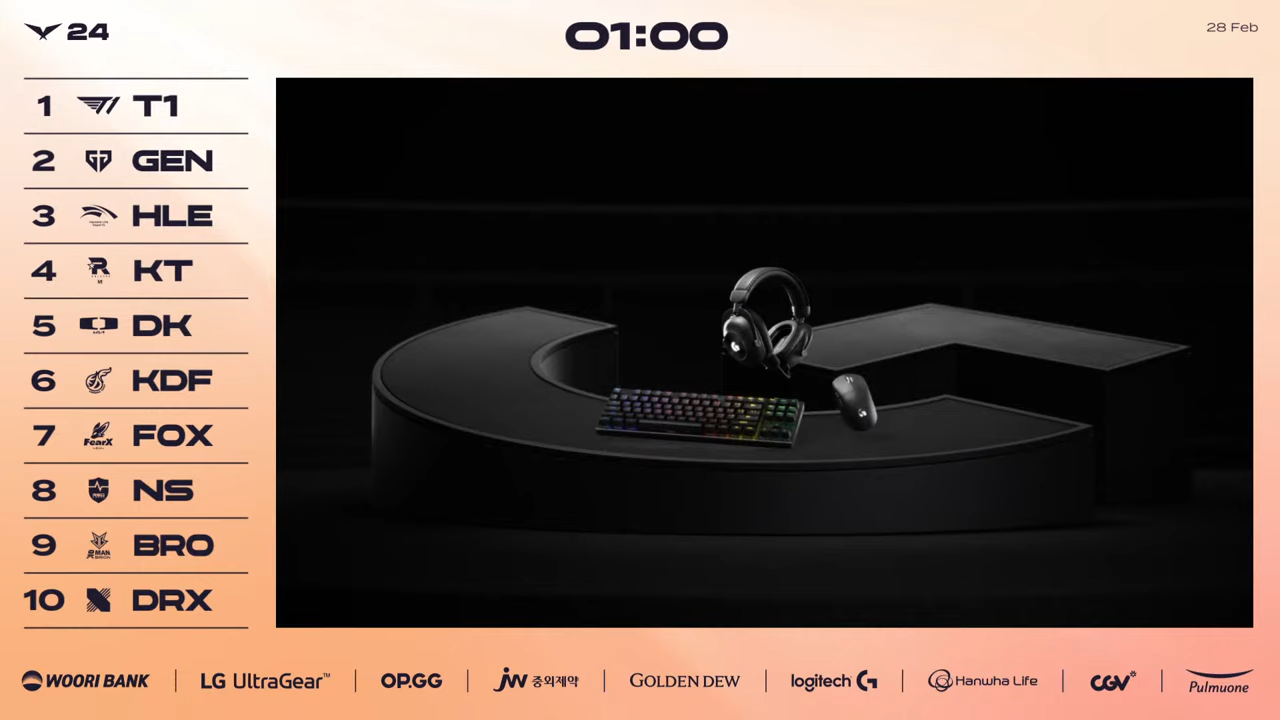 24
01:00
28 Feb
1 T1
2 GEN
3 HLE
4 KT
5 DK
6 KDF
7 FearX FOX
8 NS
9 BRO
10 DRX
WOORI BANK
LG UltraGear™
OP.GG
jw 중외제약
GOLDEN DEW
logitech G
Hanwha Life
CGV
Pulmuone